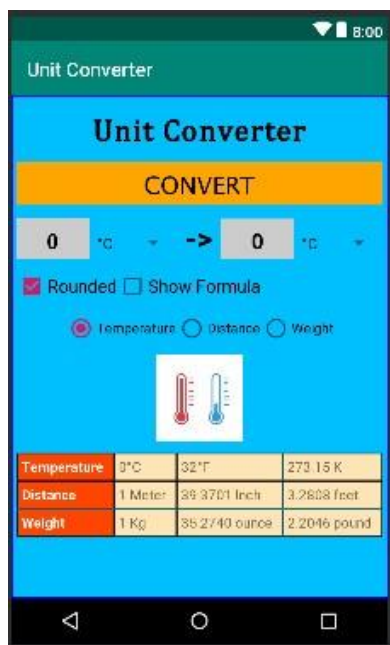 8:00
Unit Converter
Unit Converter
CONVERT
0 °C -> 0 °C
Rounded Show Formula
Temperature Distance Weight
Temperature 0°C 32°F 273.15 K
Distance 1 Meter 39.3701 Inch 3.2808 feet
Weight 1 Kg 35.2740 ounce 2.2046 pound